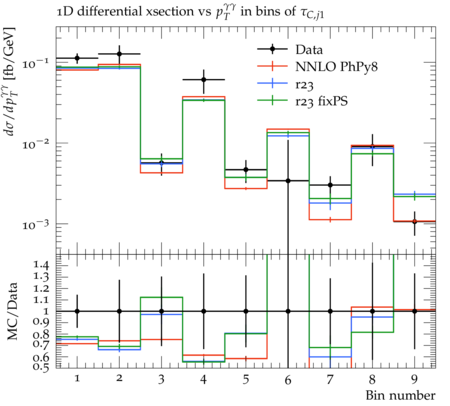 1D differential xsection vs p_T^γγ in bins of τ_C,j1
dσ/dp_T^γγ [fb/GeV]
10⁻¹
10⁻²
10⁻³
Data
NNLO PhPy8
r23
r23 fixPS
MC/Data
1.4
1.3
1.2
1.1
1
0.9
0.8
0.7
0.6
0.5
1 2 3 4 5 6 7 8 9
Bin number